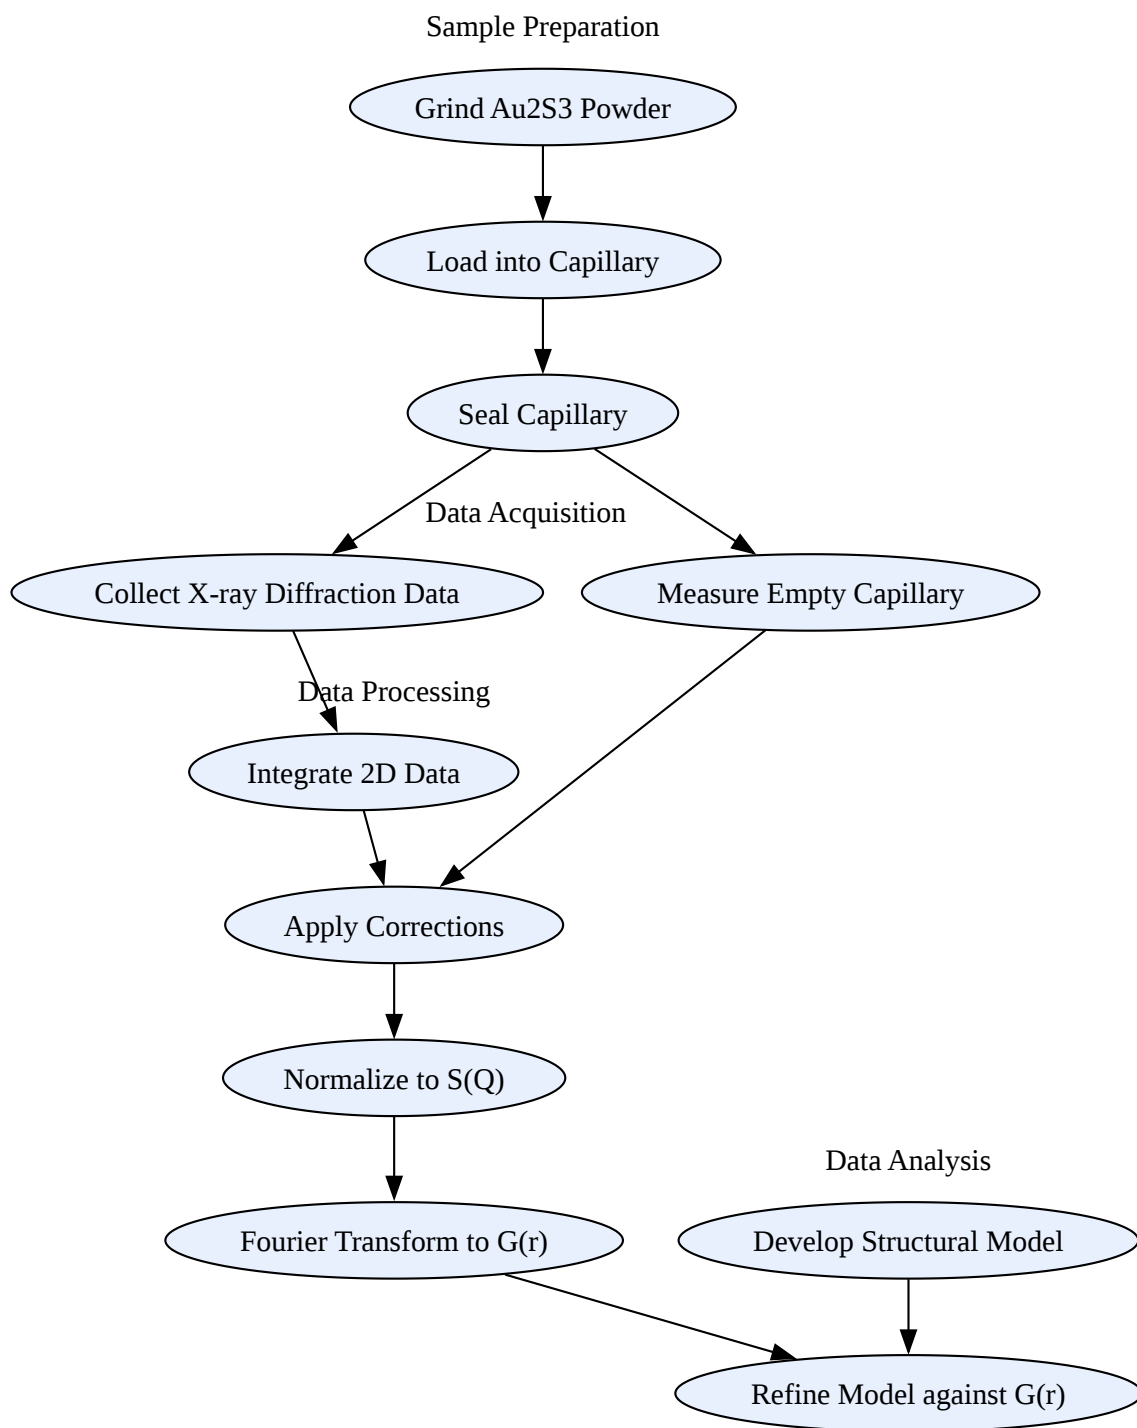 Sample Preparation
Grind Au2S3 Powder
Load into Capillary
Seal Capillary
Data Acquisition
Collect X-ray Diffraction Data
Measure Empty Capillary
Data Processing
Integrate 2D Data
Apply Corrections
Normalize to S(Q)
Data Analysis
Fourier Transform to G(r)
Develop Structural Model
Refine Model against G(r)